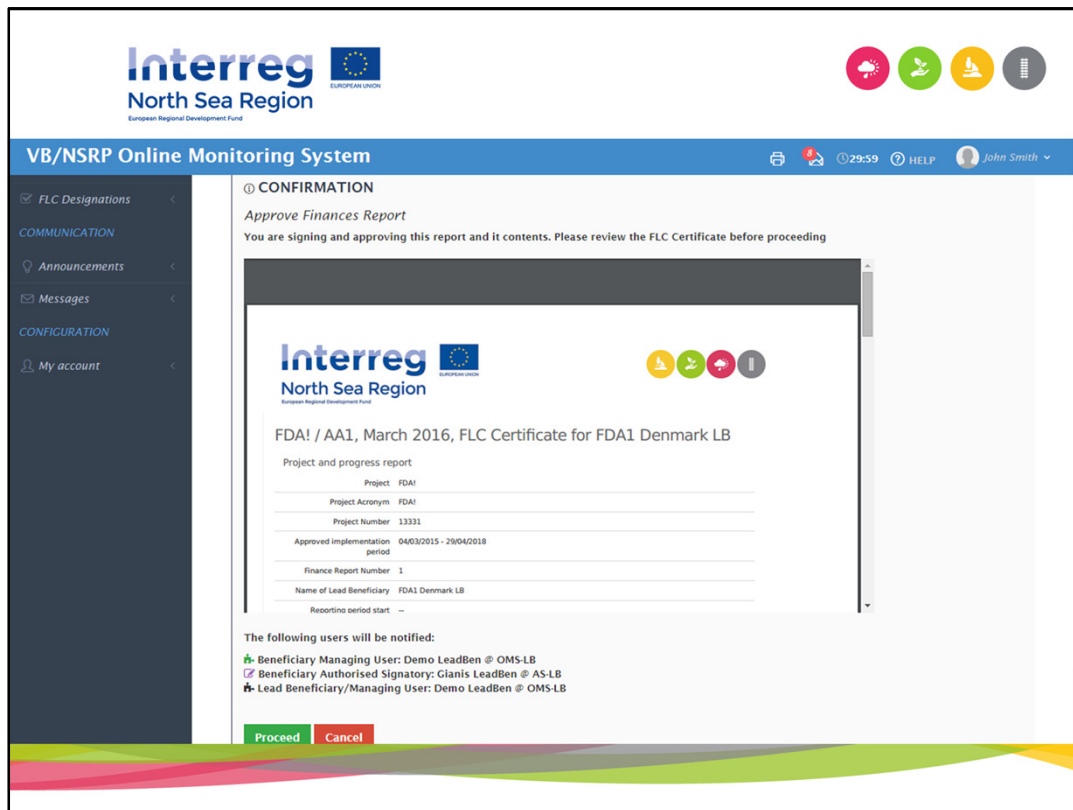 Interreg
EUROPEAN UNION
North Sea Region
European Regional Development Fund
VB/NSRP Online Monitoring System
8
29:59
HELP
John Smith
FLC Designations
COMMUNICATION
Announcements
Messages
CONFIGURATION
My account
CONFIRMATION
Approve Finances Report
You are signing and approving this report and it contents. Please review the FLC Certificate before proceeding
Interreg
EUROPEAN UNION
North Sea Region
European Regional Development Fund
FDA! / AA1, March 2016, FLC Certificate for FDA1 Denmark LB
Project and progress report
Project FDA!
Project Acronym FDA!
Project Number 13331
Approved implementation period 04/03/2015 - 29/04/2018
Finance Report Number 1
Name of Lead Beneficiary FDA1 Denmark LB
Reporting period start --
The following users will be notified:
Beneficiary Managing User: Demo LeadBen @ OMS-LB
Beneficiary Authorised Signatory: Gianis LeadBen @ AS-LB
Lead Beneficiary/Managing User: Demo LeadBen @ OMS-LB
Proceed Cancel